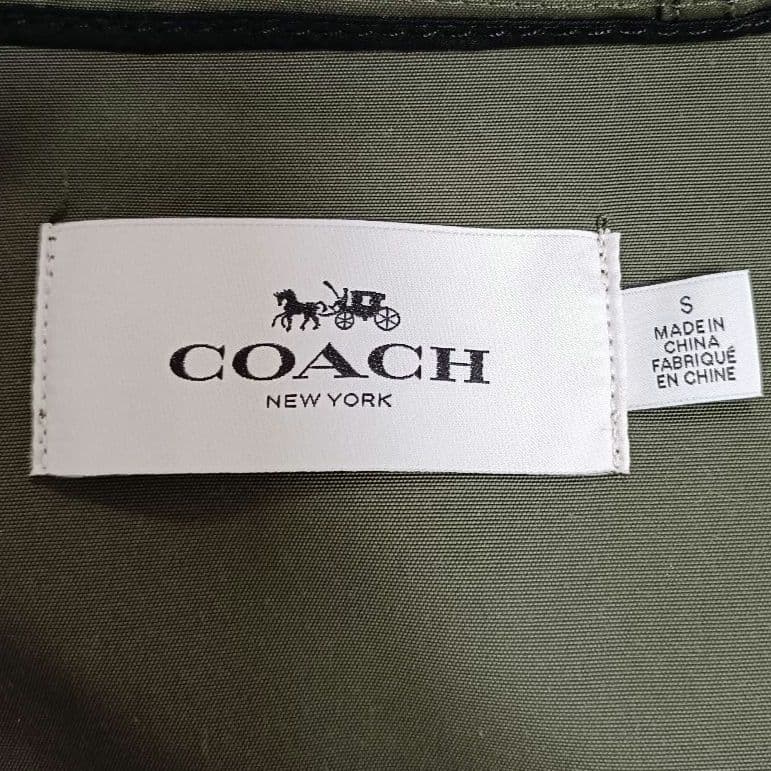 COACH
NEW YORK
S
MADE IN
CHINA
FABRIQUÉ
EN CHINE